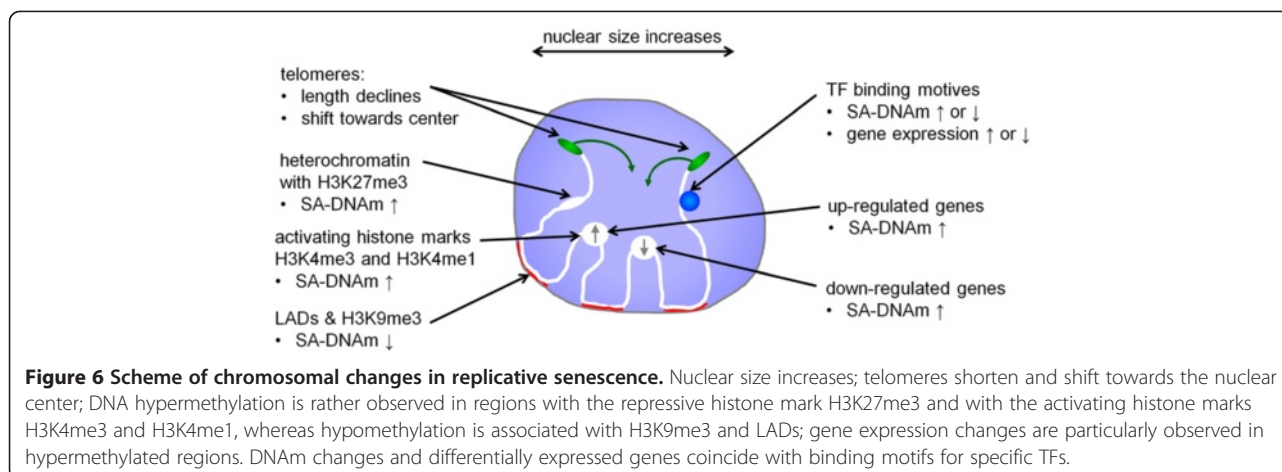 nuclear size increases
telomeres:
• length declines
• shift towards center
heterochromatin
with H3K27me3
• SA-DNAm ↑
activating histone marks
H3K4me3 and H3K4me1
• SA-DNAm ↑
LADs & H3K9me3
• SA-DNAm ↓
TF binding motives
• SA-DNAm ↑ or ↓
• gene expression ↑ or ↓
up-regulated genes
• SA-DNAm ↑
down-regulated genes
• SA-DNAm ↑
Figure 6 Scheme of chromosomal changes in replicative senescence. Nuclear size increases; telomeres shorten and shift towards the nuclear
center; DNA hypermethylation is rather observed in regions with the repressive histone mark H3K27me3 and with the activating histone marks
H3K4me3 and H3K4me1, whereas hypomethylation is associated with H3K9me3 and LADs; gene expression changes are particularly observed in
hypermethylated regions. DNAm changes and differentially expressed genes coincide with binding motifs for specific TFs.